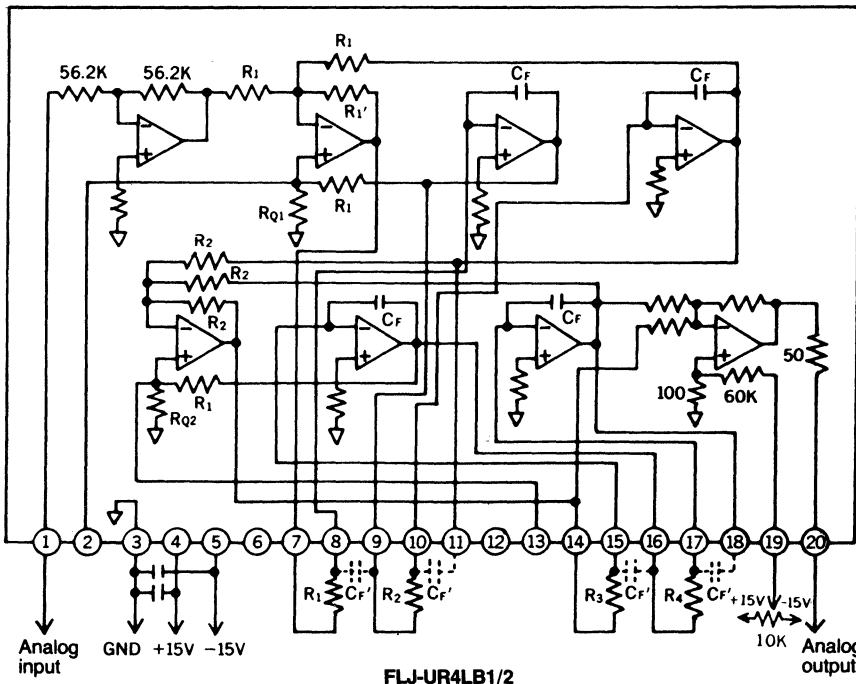 56.2K 56.2K R1 R1
R1'
CF CF
RQ1 R1
R2
R2
R2
CF CF
RQ2 R1
100 60K 50
1 2 3 4 5 6 7 8 9 10 11 12 13 14 15 16 17 18 19 20
R1 CF' R2 CF' R3 CF' R4 CF' +15V -15V
10K
Analog
input
GND +15V -15V
Analog
output
FLJ-UR4LB1/2